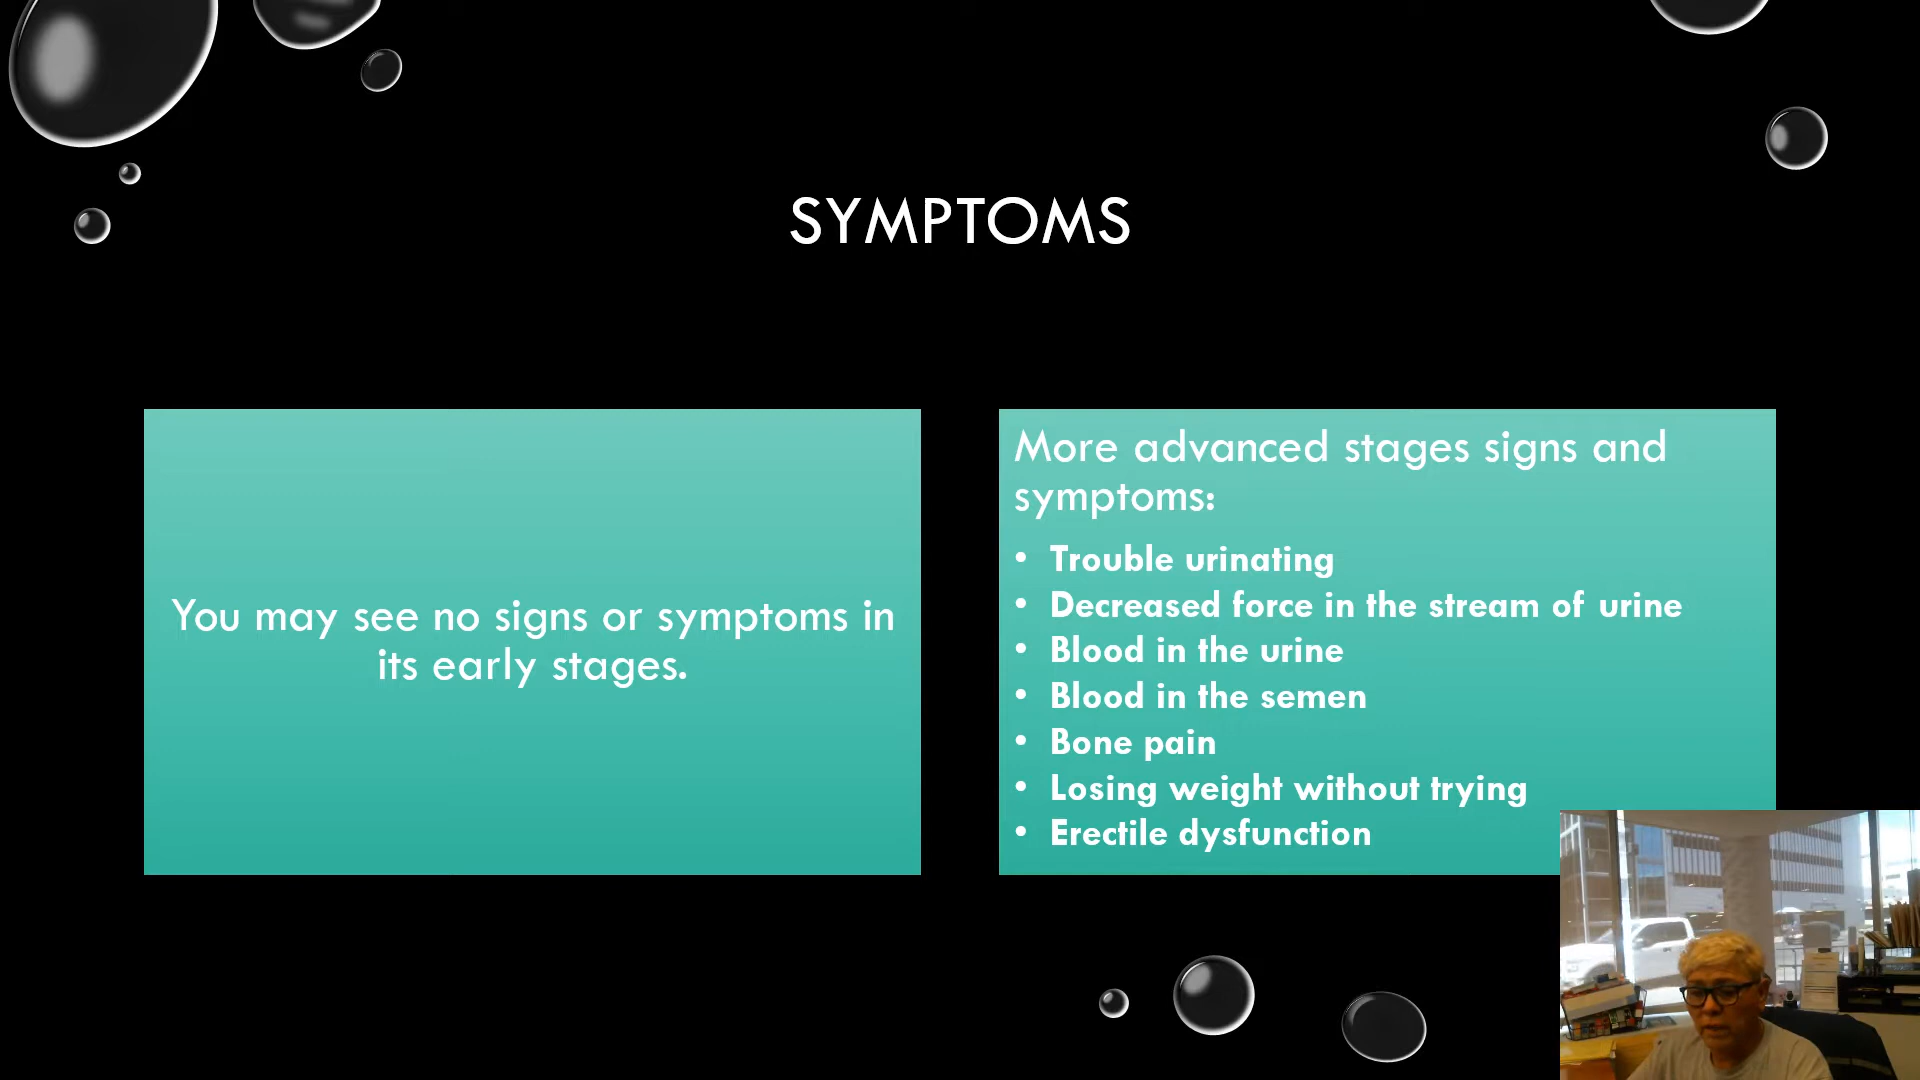 SYMPTOMS
You may see no signs or symptoms in
its early stages.
More advanced stages signs and
symptoms:
• Trouble urinating
• Decreased force in the stream of urine
• Blood in the urine
• Blood in the semen
• Bone pain
• Losing weight without trying
• Erectile dysfunction